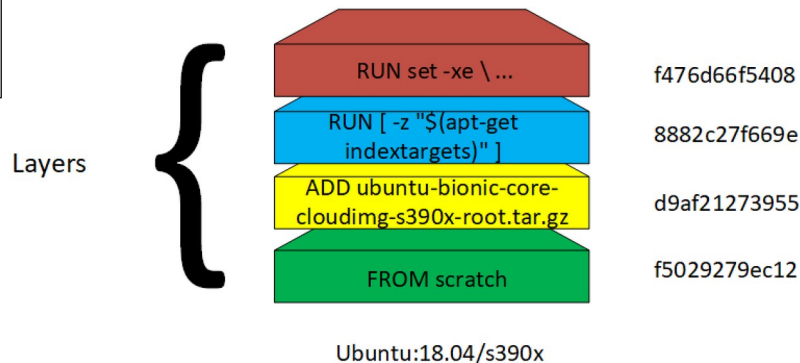 RUN set -xe \ ...
f476d66f5408
RUN [ -z "$(apt-get
indextargets)" ]
8882c27f669e
Layers
ADD ubuntu-bionic-core-
cloudimg-s390x-root.tar.gz
d9af21273955
FROM scratch
f5029279ec12
Ubuntu:18.04/s390x